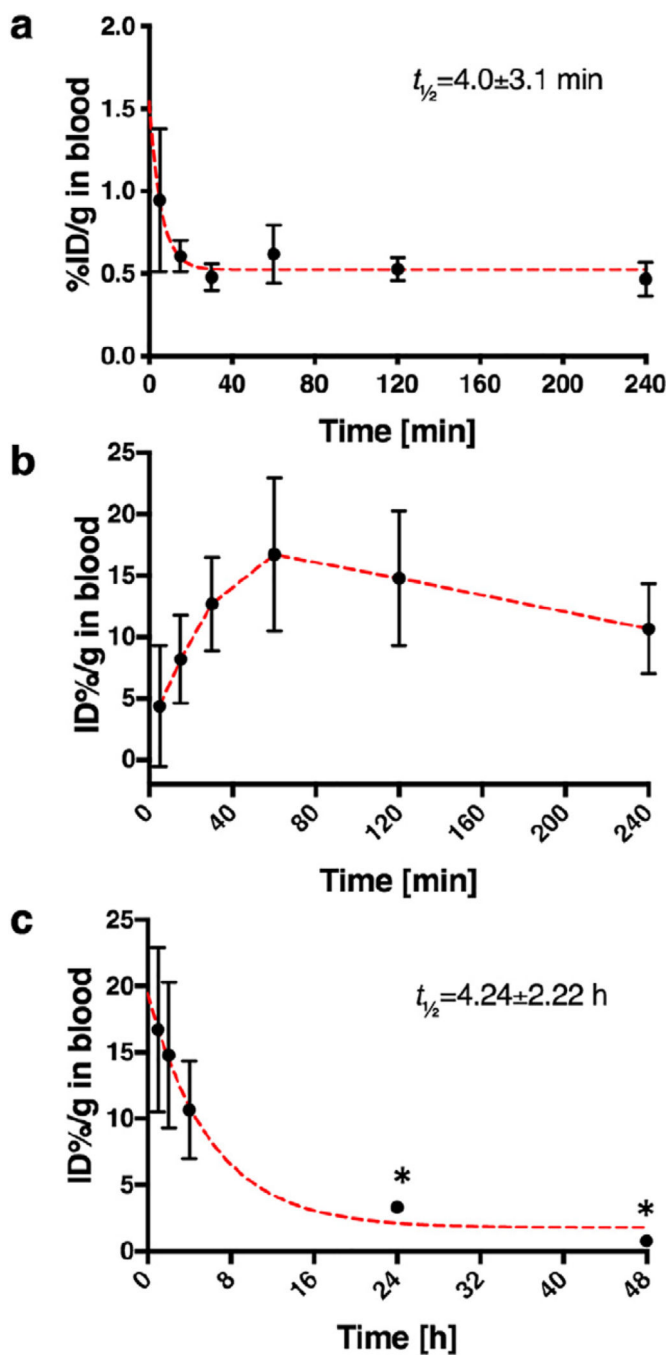 a
2.0
1.5
1.0
0.5
0.0
%ID/g in blood
t½=4.0±3.1 min
0 40 80 120 160 200 240
Time [min]
b
25
20
15
10
5
0
ID%/g in blood
0 40 80 120 160 200 240
Time [min]
c
25
20
15
10
5
0
ID%/g in blood
t½=4.24±2.22 h
*
*
0 8 16 24 32 40 48
Time [h]